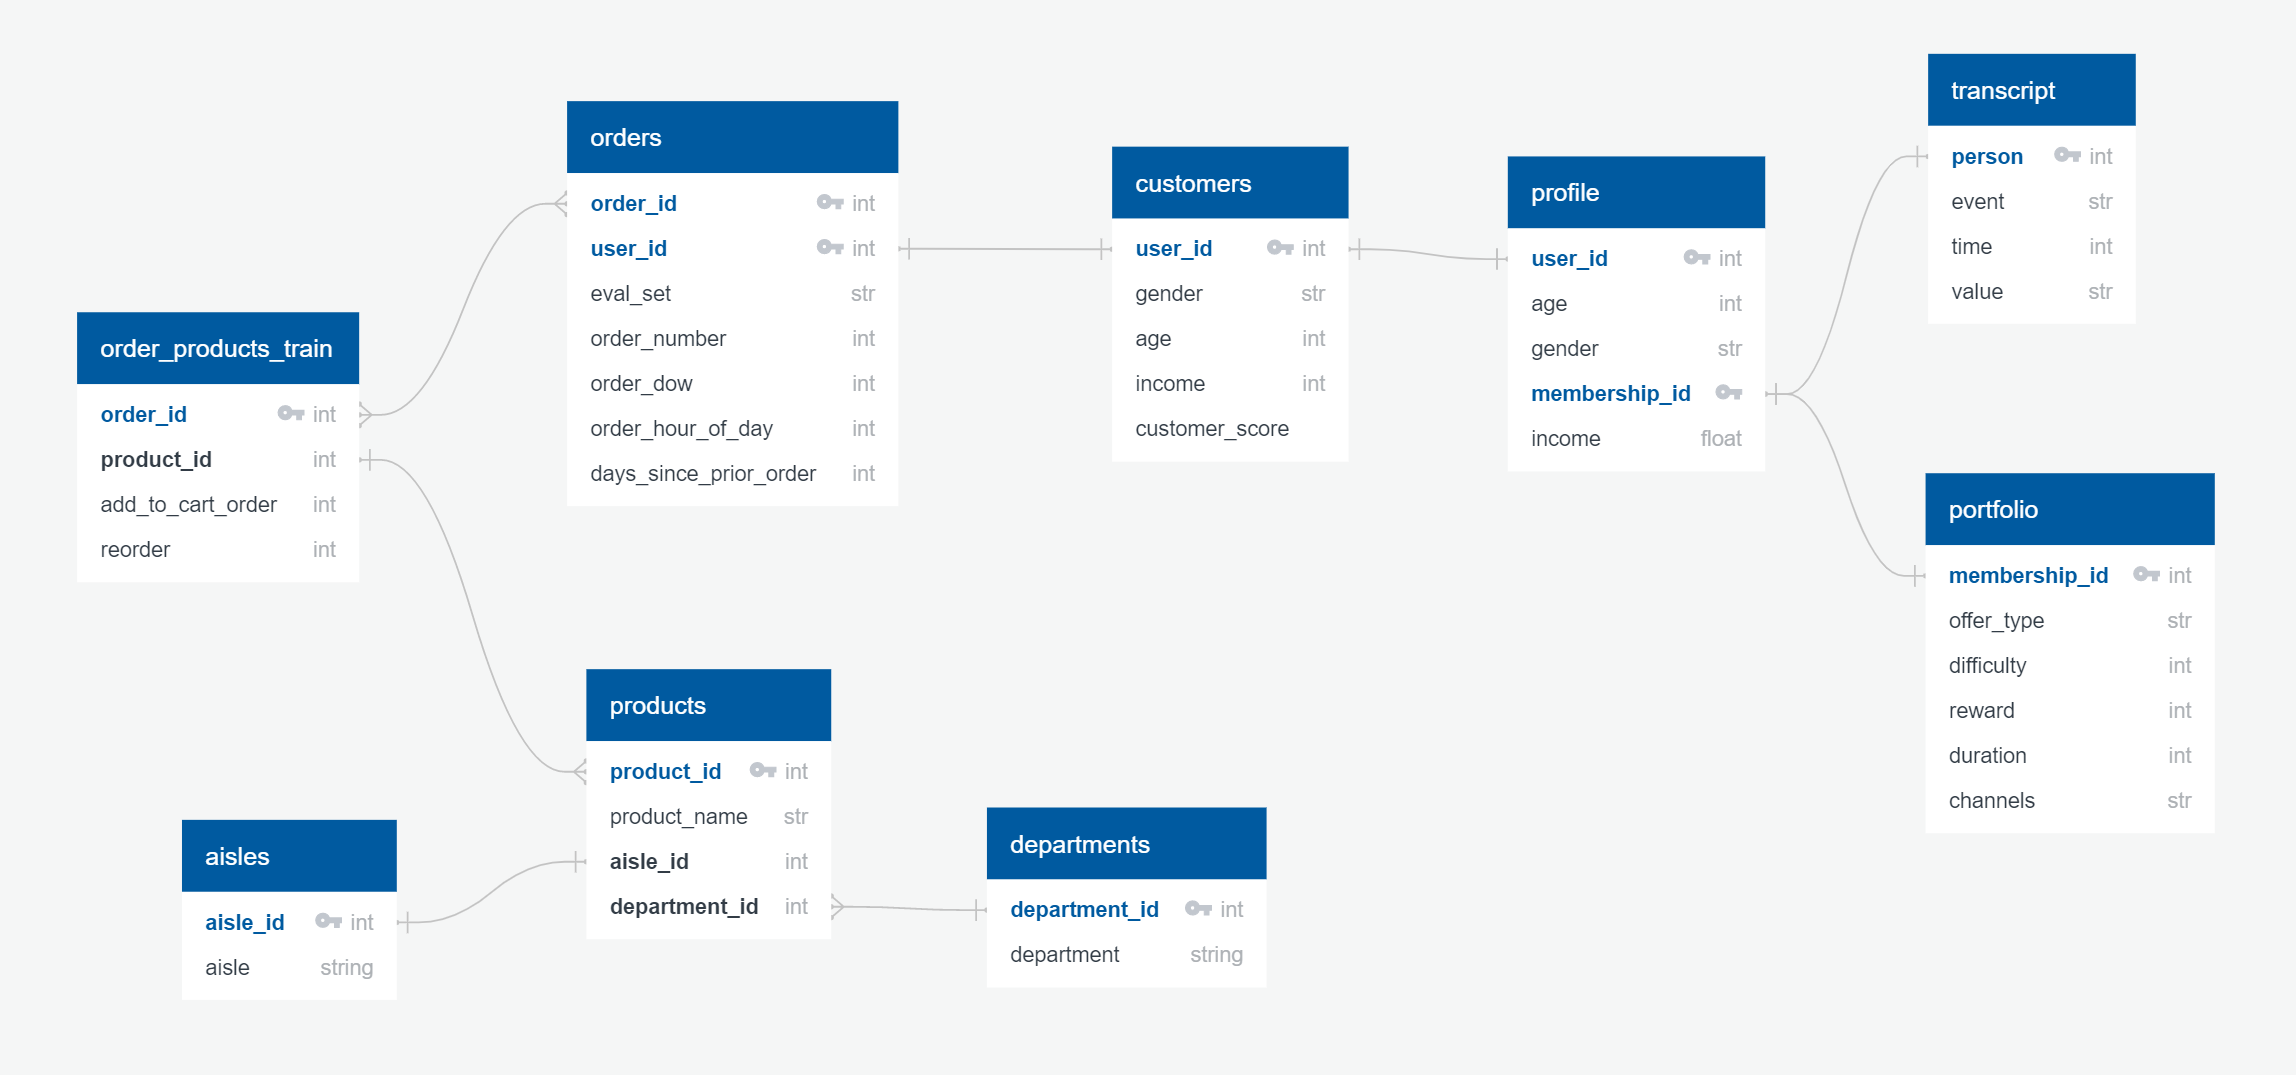 order_products_train
order_id int
product_id int
add_to_cart_order int
reorder int
orders
order_id int
user_id int
eval_set str
order_number int
order_dow int
order_hour_of_day int
days_since_prior_order int
customers
user_id int
gender str
age int
income int
customer_score
profile
user_id int
age int
gender str
membership_id
income float
transcript
person int
event str
time int
value str
portfolio
membership_id int
offer_type str
difficulty int
reward int
duration int
channels str
products
product_id int
product_name str
aisle_id int
department_id int
aisles
aisle_id int
aisle string
departments
department_id int
department string